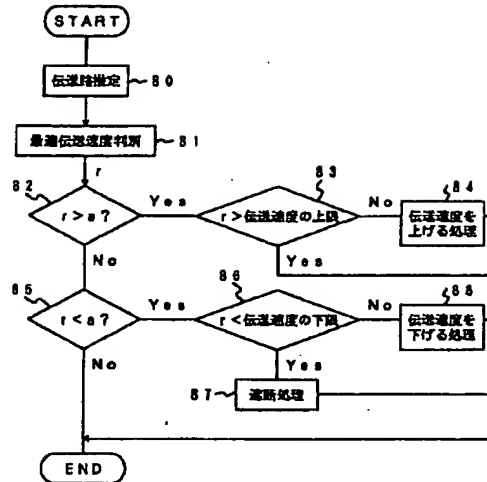 START
伝送路推定
80
最適伝送速度判別
81
r
82
r>a?
Yes
83
r>伝送速度の上限
No
84
伝送速度を
上げる処理
No
Yes
85
r<a?
Yes
86
r<伝送速度の下限
No
88
伝送速度を
下げる処理
No
Yes
87
遮断処理
END